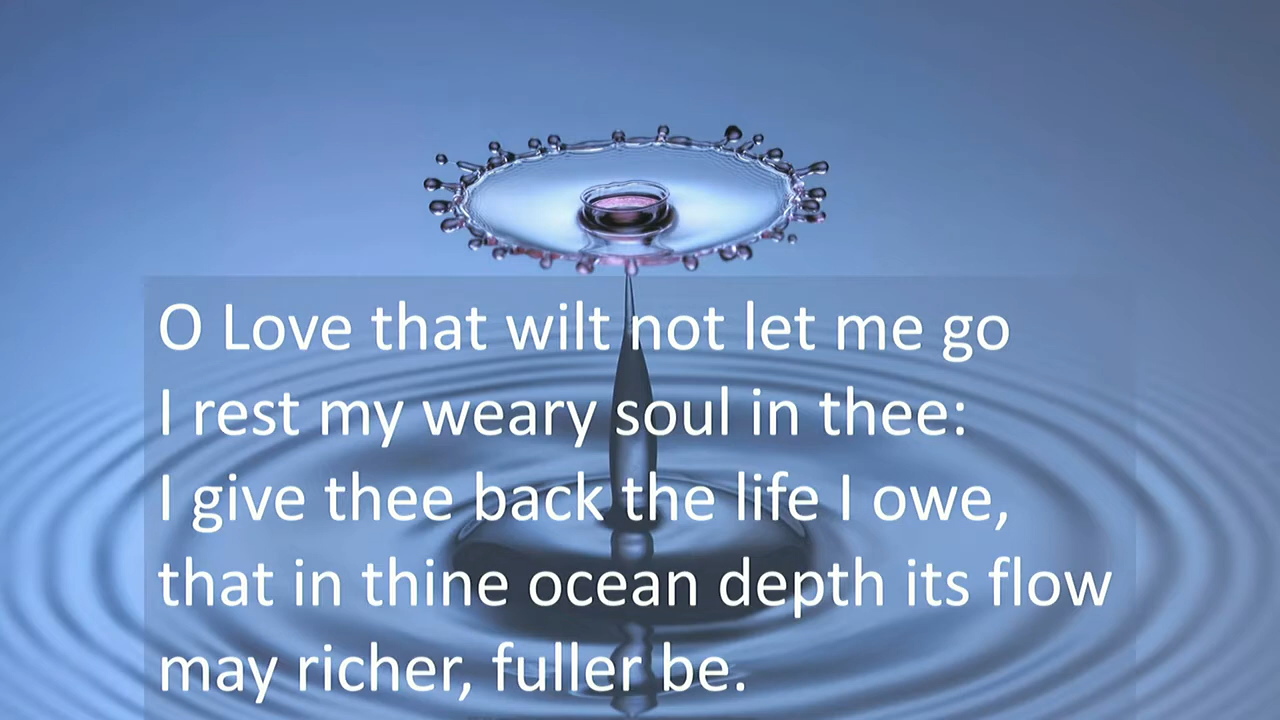 O Love that wilt not let me go
I rest my weary soul in thee:
I give thee back the life I owe,
that in thine ocean depth its flow
may richer, fuller be.